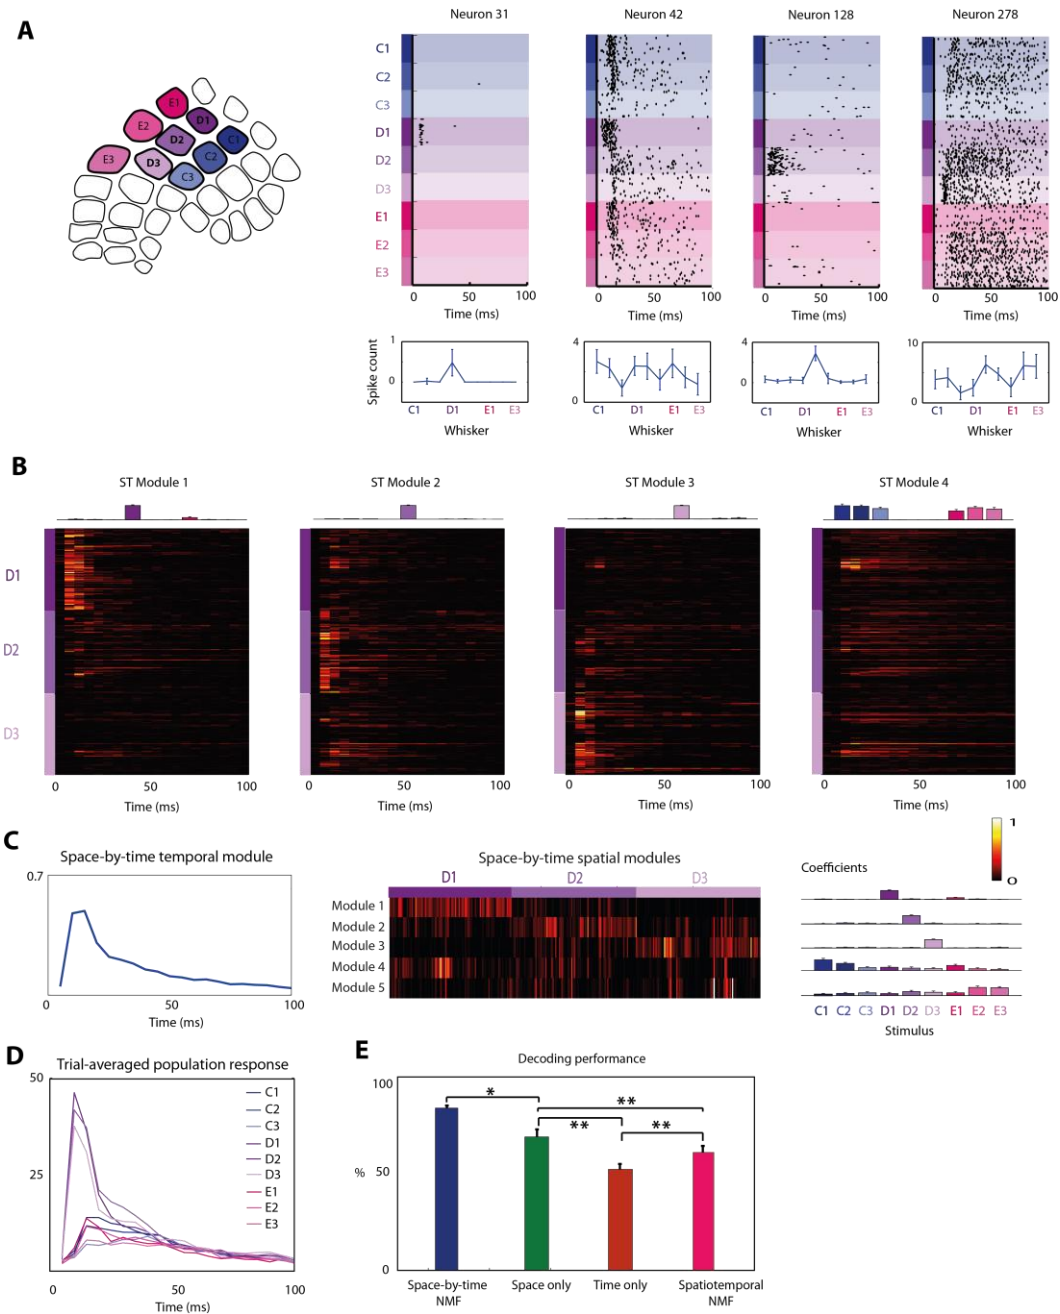 A
Neuron 31
Neuron 42
Neuron 128
Neuron 278
E1
E2
D1
D2
C1
E3
D3
C2
C3
C1
C2
C3
D1
D2
D3
E1
E2
E3
0 50 100
0 50 100
0 50 100
0 50 100
Time (ms)
Time (ms)
Time (ms)
Time (ms)
Spike count
1
0
4
0
4
0
10
0
C1 D1 E1 E3
C1 D1 E1 E3
C1 D1 E1 E3
C1 D1 E1 E3
Whisker
Whisker
Whisker
Whisker
B
ST Module 1
ST Module 2
ST Module 3
ST Module 4
D1
D2
D3
0 50 100
0 50 100
0 50 100
0 50 100
Time (ms)
Time (ms)
Time (ms)
Time (ms)
C
Space-by-time temporal module
0.7
0 50 100
Time (ms)
Space-by-time spatial modules
D1 D2 D3
Module 1
Module 2
Module 3
Module 4
Module 5
1
0
Coefficients
C1 C2 C3 D1 D2 D3 E1 E2 E3
Stimulus
D
Trial-averaged population response
50
25
C1
C2
C3
D1
D2
D3
E1
E2
E3
0 50 100
Time (ms)
E
Decoding performance
100
%
50
0
*
**
**
**
Space-by-time
NMF
Space only
Time only
Spatiotemporal
NMF